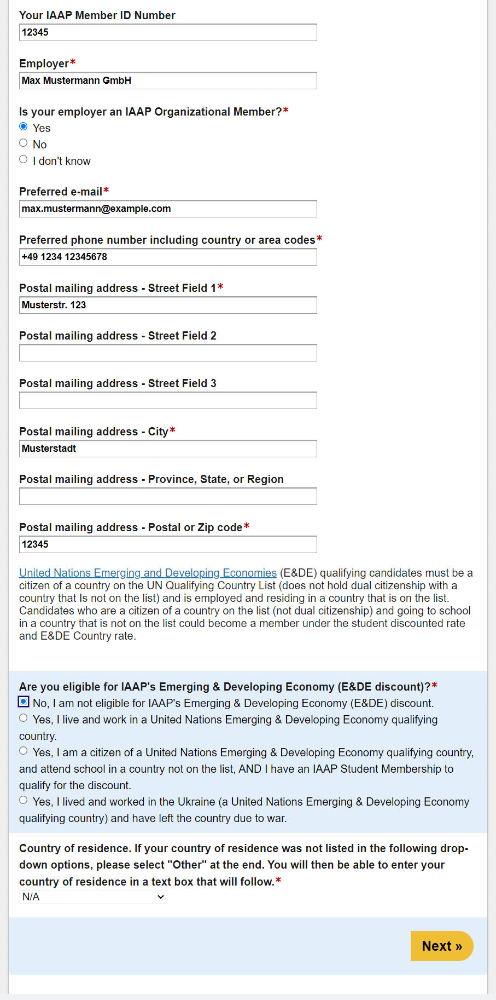 Your IAAP Member ID Number
12345
Employer*
Max Mustermann GmbH
Is your employer an IAAP Organizational Member?*
Yes
No
I don't know
Preferred e-mail*
max.mustermann@example.com
Preferred phone number including country or area codes*
+49 1234 12345678
Postal mailing address - Street Field 1*
Musterstr. 123
Postal mailing address - Street Field 2
Postal mailing address - Street Field 3
Postal mailing address - City*
Musterstadt
Postal mailing address - Province, State, or Region
Postal mailing address - Postal or Zip code*
12345
United Nations Emerging and Developing Economies (E&DE) qualifying candidates must be a
citizen of a country on the UN Qualifying Country List (does not hold dual citizenship with a
country that Is not on the list) and is employed and residing in a country that is on the list.
Candidates who are a citizen of a country on the list (not dual citizenship) and going to school
in a country that is not on the list could become a member under the student discounted rate
and E&DE Country rate.
Are you eligible for IAAP's Emerging & Developing Economy (E&DE discount)?*
No, I am not eligible for IAAP's Emerging & Developing Economy (E&DE) discount.
Yes, I live and work in a United Nations Emerging & Developing Economy qualifying
country.
Yes, I am a citizen of a United Nations Emerging & Developing Economy qualifying country,
and attend school in a country not on the list, AND I have an IAAP Student Membership to
qualify for the discount.
Yes, I lived and worked in the Ukraine (a United Nations Emerging & Developing Economy
qualifying country) and have left the country due to war.
Country of residence. If your country of residence was not listed in the following drop-
down options, please select "Other" at the end. You will then be able to enter your
country of residence in a text box that will follow.*
N/A
Next »